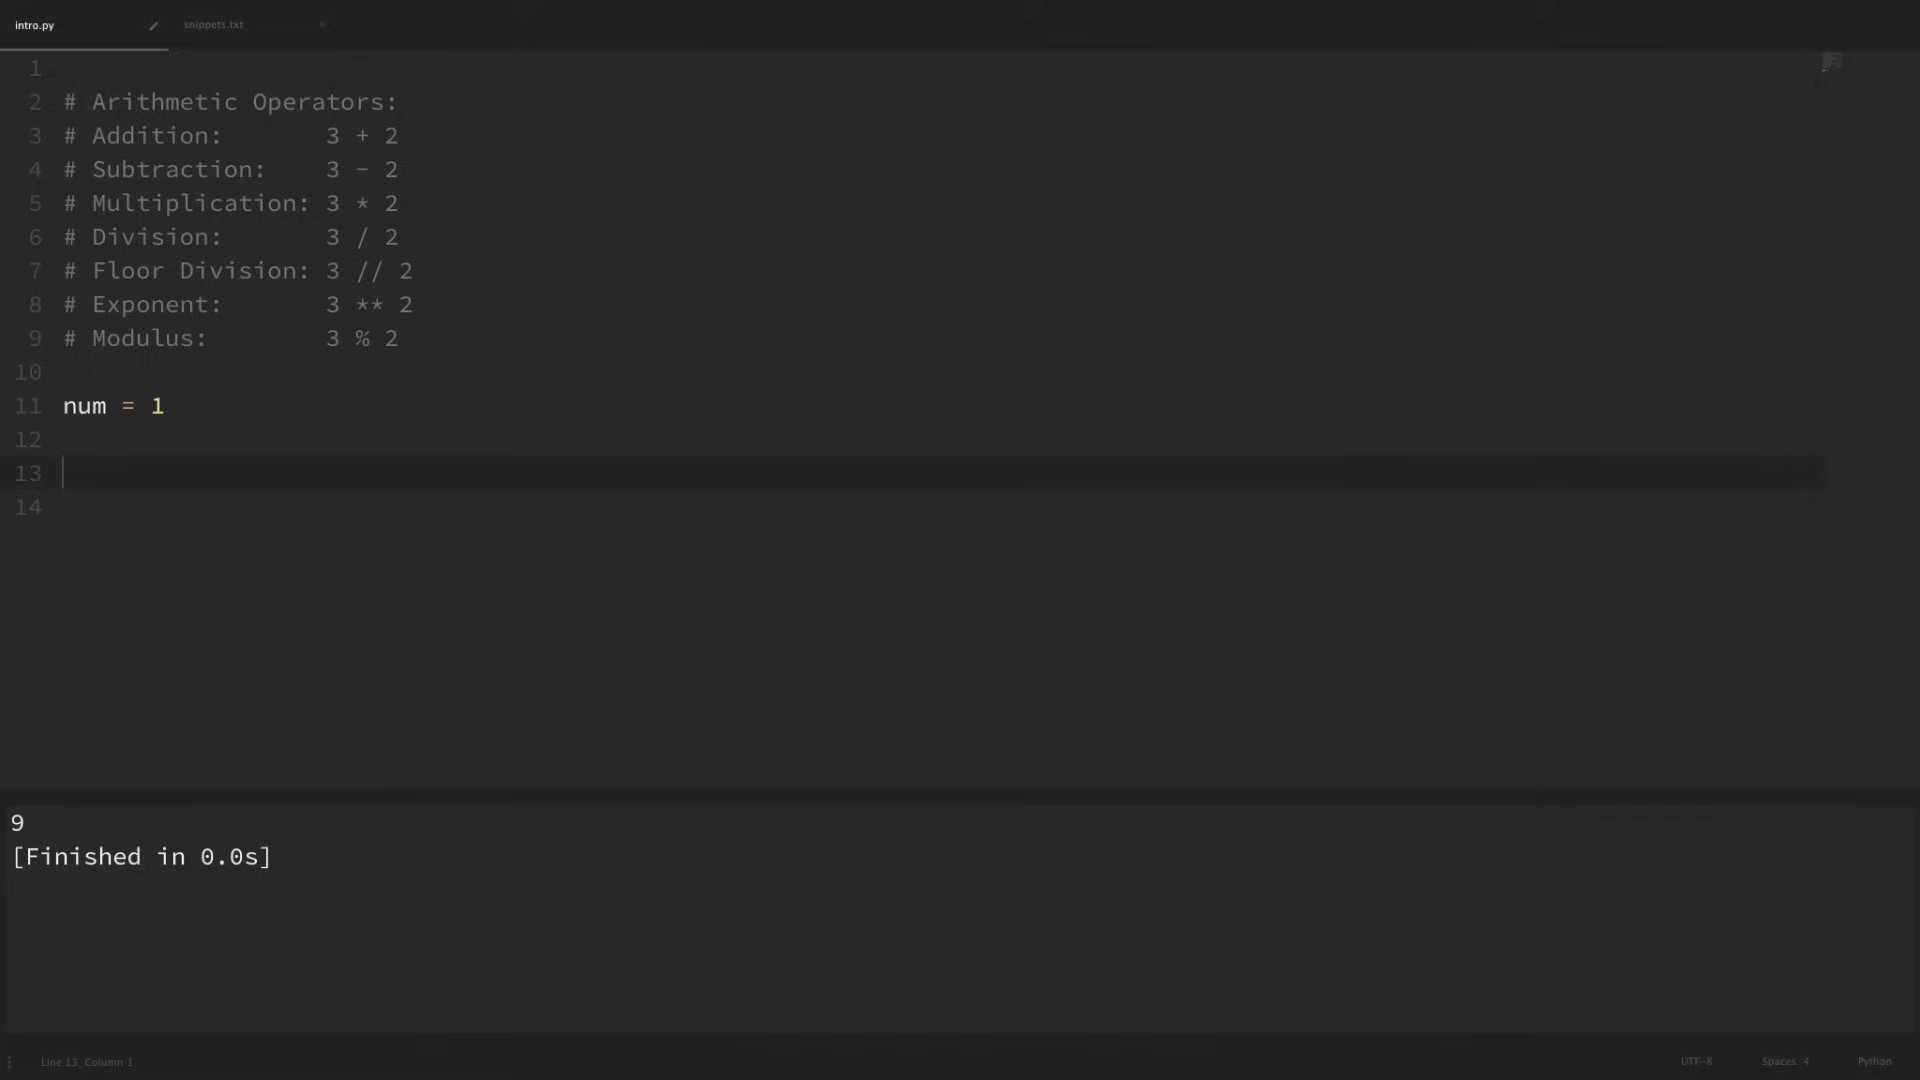 intro.py snippets.txt
1
2 # Arithmetic Operators:
3 # Addition:       3 + 2
4 # Subtraction:    3 - 2
5 # Multiplication: 3 * 2
6 # Division:       3 / 2
7 # Floor Division: 3 // 2
8 # Exponent:       3 ** 2
9 # Modulus:        3 % 2
10
11 num = 1
12
13
14
9
[Finished in 0.0s]
Line 13, Column 1 UTF-8 Spaces: 4 Python